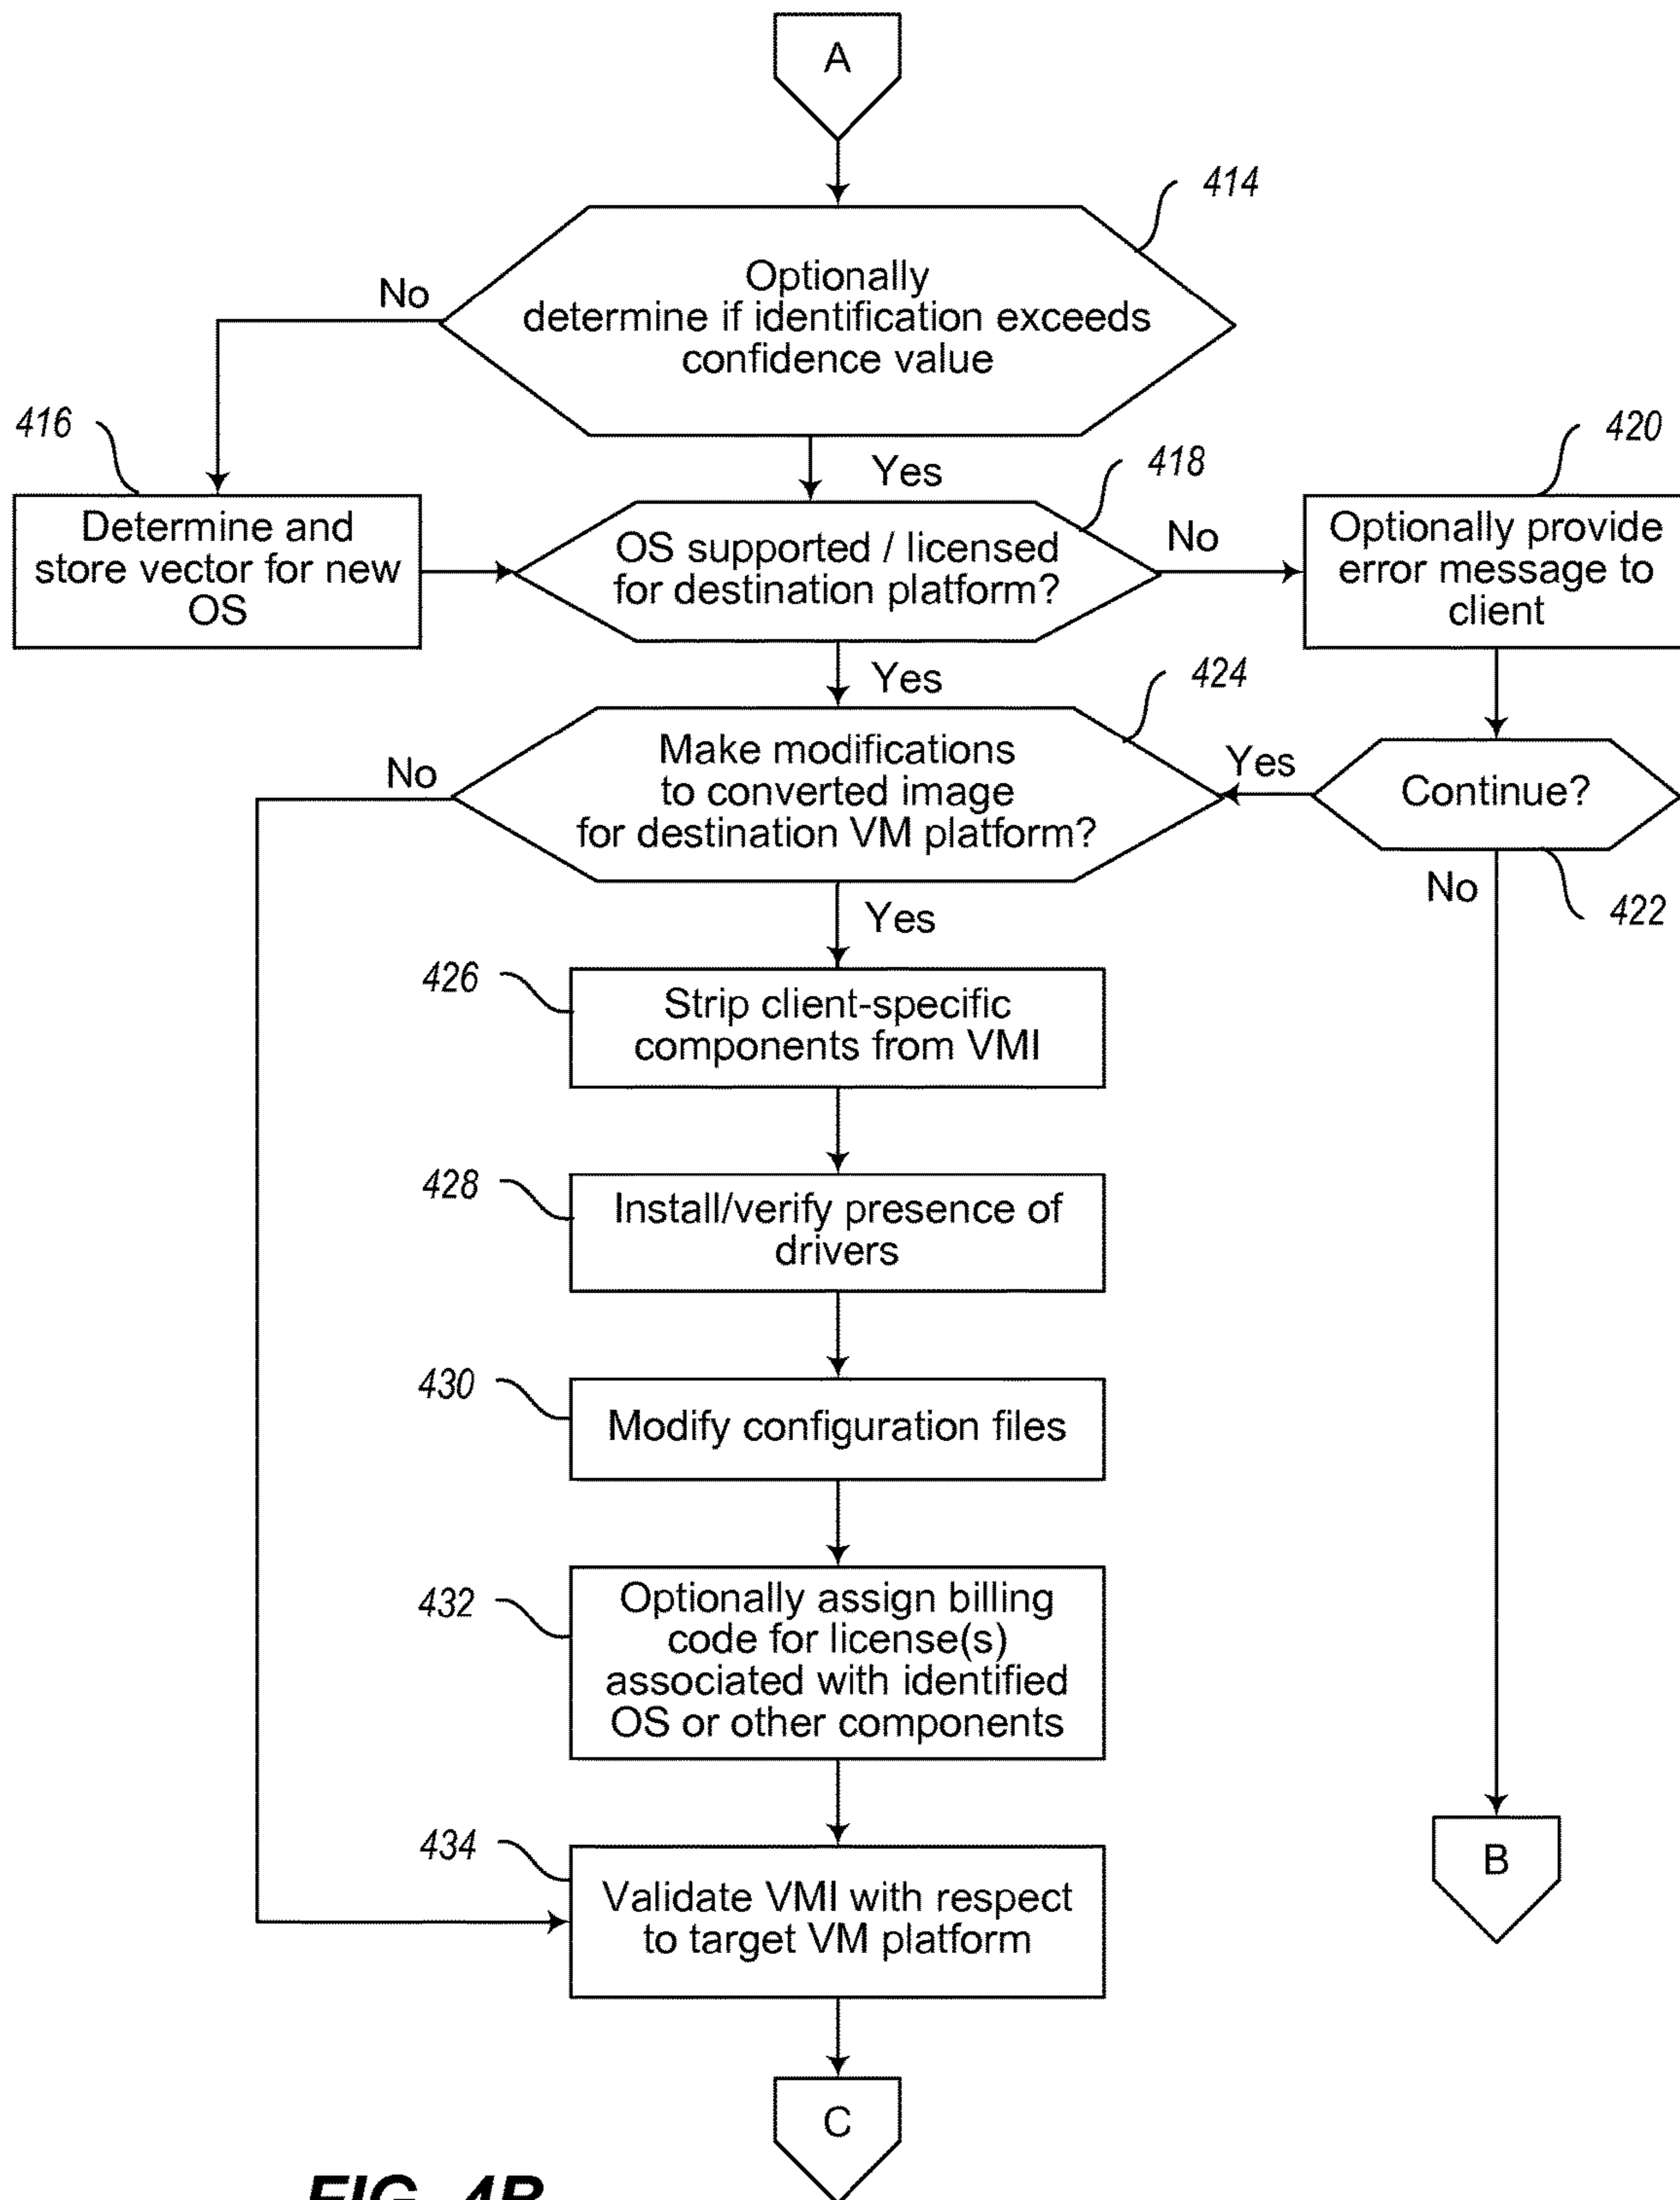 A
414
Optionally
determine if identification exceeds
confidence value
No
Yes
416
Determine and
store vector for new
OS
418
OS supported / licensed
for destination platform?
No
420
Optionally provide
error message to
client
Yes
424
Make modifications
to converted image
for destination VM platform?
No
Yes
Continue?
422
No
Yes
426
Strip client-specific
components from VMI
428
Install/verify presence of
drivers
430
Modify configuration files
432
Optionally assign billing
code for license(s)
associated with identified
OS or other components
434
Validate VMI with respect
to target VM platform
B
C
FIG. 4B